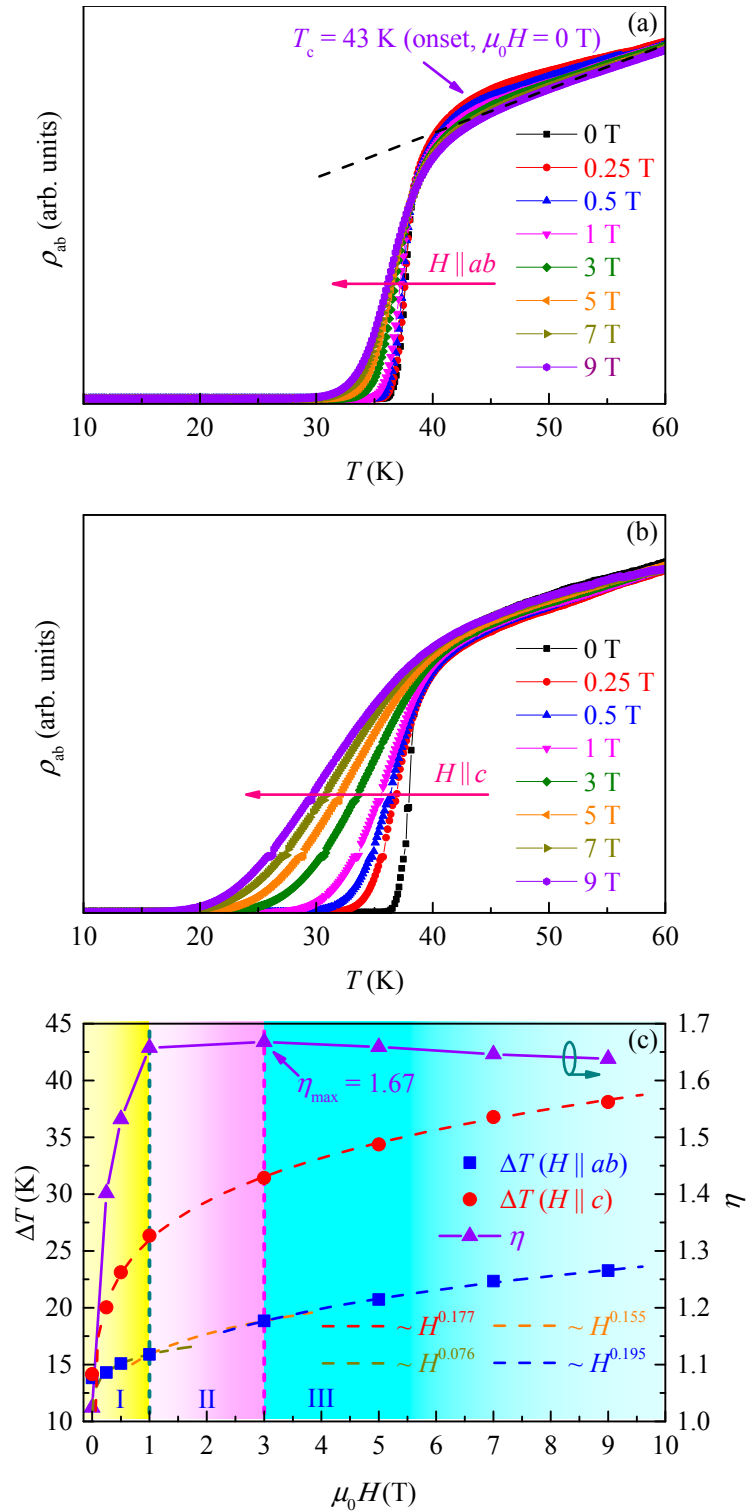 (a)
T_c = 43 K (onset, μ₀H = 0 T)
0 T
0.25 T
0.5 T
1 T
3 T
5 T
7 T
9 T
H || ab
ρ_ab (arb. units)
10 20 30 40 50 60
T (K)
(b)
0 T
0.25 T
0.5 T
1 T
3 T
5 T
7 T
9 T
H || c
ρ_ab (arb. units)
10 20 30 40 50 60
T (K)
(c)
45
40
35
30
25
20
15
10
ΔT (K)
1.7
1.6
1.5
1.4
1.3
1.2
1.1
1.0
η
η_max = 1.67
ΔT (H || ab)
ΔT (H || c)
η
~ H^0.177 ~ H^0.155
~ H^0.076 ~ H^0.195
I II III
0 1 2 3 4 5 6 7 8 9 10
μ₀H (T)